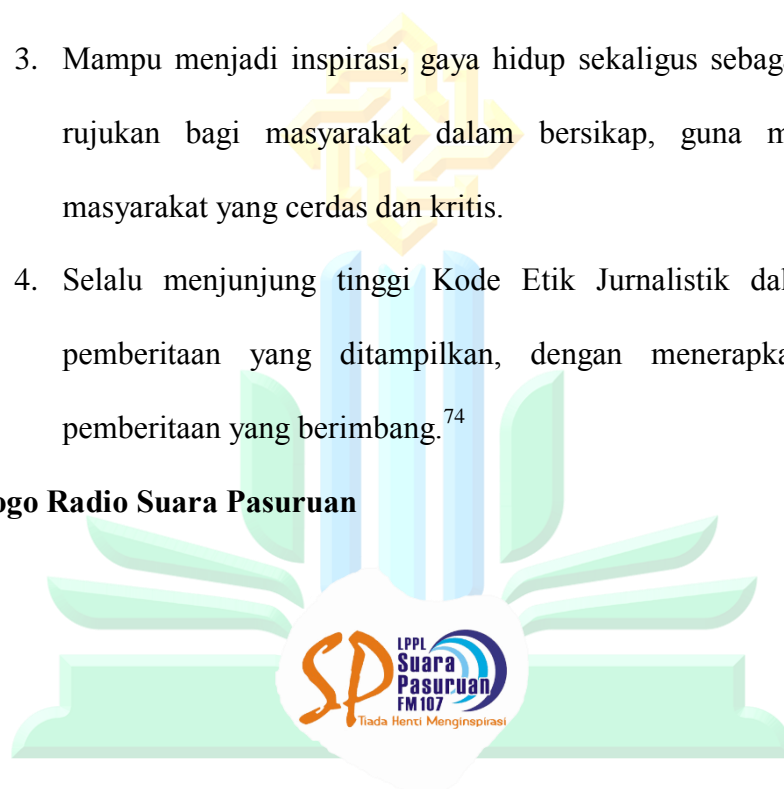 3. Mampu menjadi inspirasi, gaya hidup sekaligus sebag
rujukan bagi masyarakat dalam bersikap, guna m
masyarakat yang cerdas dan kritis.
4. Selalu menjunjung tinggi Kode Etik Jurnalistik dal
pemberitaan yang ditampilkan, dengan menerapka
pemberitaan yang berimbang.74
ogo Radio Suara Pasuruan
SP
LPPL
Suara
Pasuruan
FM 107
Tiada Henti Menginspirasi